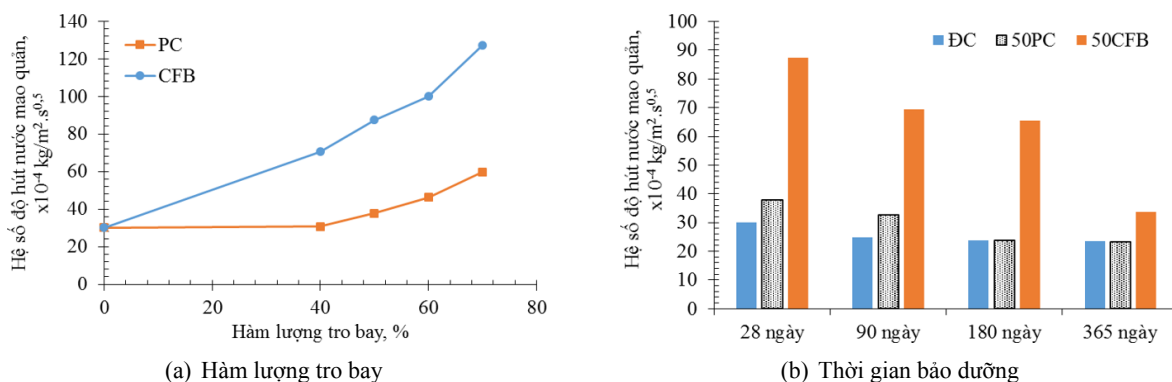 Hệ số độ hút nước mao quản,
x10⁻⁴ kg/m².s⁰,⁵
140
120
100
80
60
40
20
0
PC
CFB
0
20
40
60
80
Hàm lượng tro bay, %
(a) Hàm lượng tro bay
Hệ số độ hút nước mao quản,
x10⁻⁴ kg/m².s⁰,⁵
100
90
80
70
60
50
40
30
20
10
0
ĐC
50PC
50CFB
28 ngày
90 ngày
180 ngày
365 ngày
(b) Thời gian bảo dưỡng